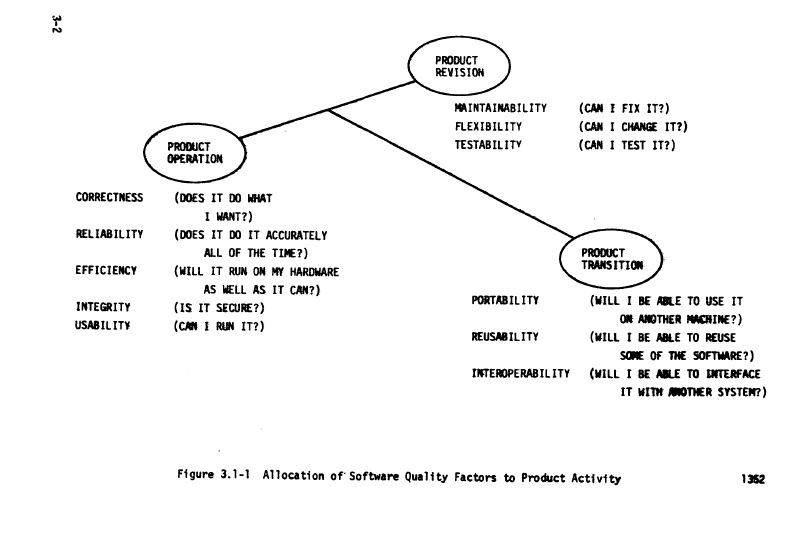 3-2
PRODUCT
REVISION
MAINTAINABILITY (CAN I FIX IT?)
FLEXIBILITY (CAN I CHANGE IT?)
TESTABILITY (CAN I TEST IT?)
PRODUCT
OPERATION
CORRECTNESS (DOES IT DO WHAT
I WANT?)
RELIABILITY (DOES IT DO IT ACCURATELY
ALL OF THE TIME?)
EFFICIENCY (WILL IT RUN ON MY HARDWARE
AS WELL AS IT CAN?)
INTEGRITY (IS IT SECURE?)
USABILITY (CAN I RUN IT?)
PRODUCT
TRANSITION
PORTABILITY (WILL I BE ABLE TO USE IT
ON ANOTHER MACHINE?)
REUSABILITY (WILL I BE ABLE TO REUSE
SOME OF THE SOFTWARE?)
INTEROPERABILITY (WILL I BE ABLE TO INTERFACE
IT WITH ANOTHER SYSTEM?)
Figure 3.1-1 Allocation of Software Quality Factors to Product Activity
1352